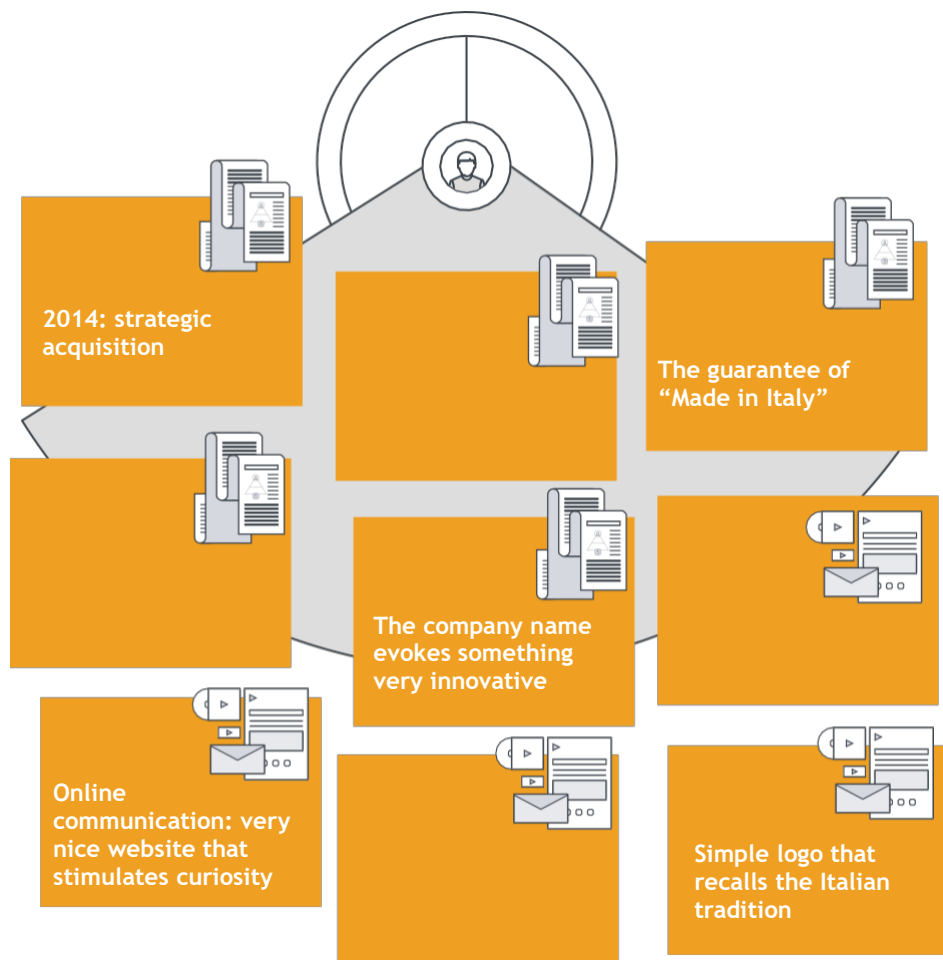 2014: strategic
acquisition
The guarantee of
“Made in Italy”
The company name
evokes something
very innovative
Online
communication: very
nice website that
stimulates curiosity
Simple logo that
recalls the Italian
tradition